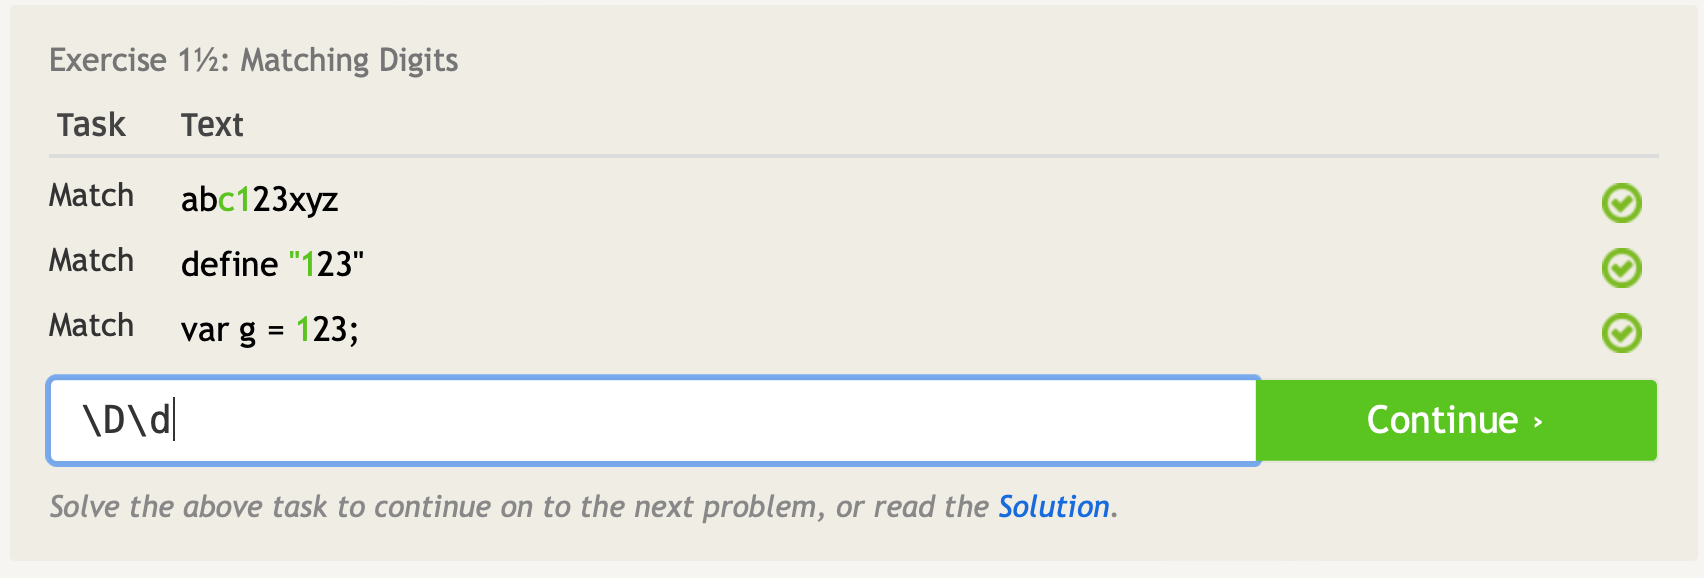 Exercise 1½: Matching Digits
Task Text
Match abc123xyz
Match define "123"
Match var g = 123;
\D\d
Continue ›
Solve the above task to continue on to the next problem, or read the Solution.